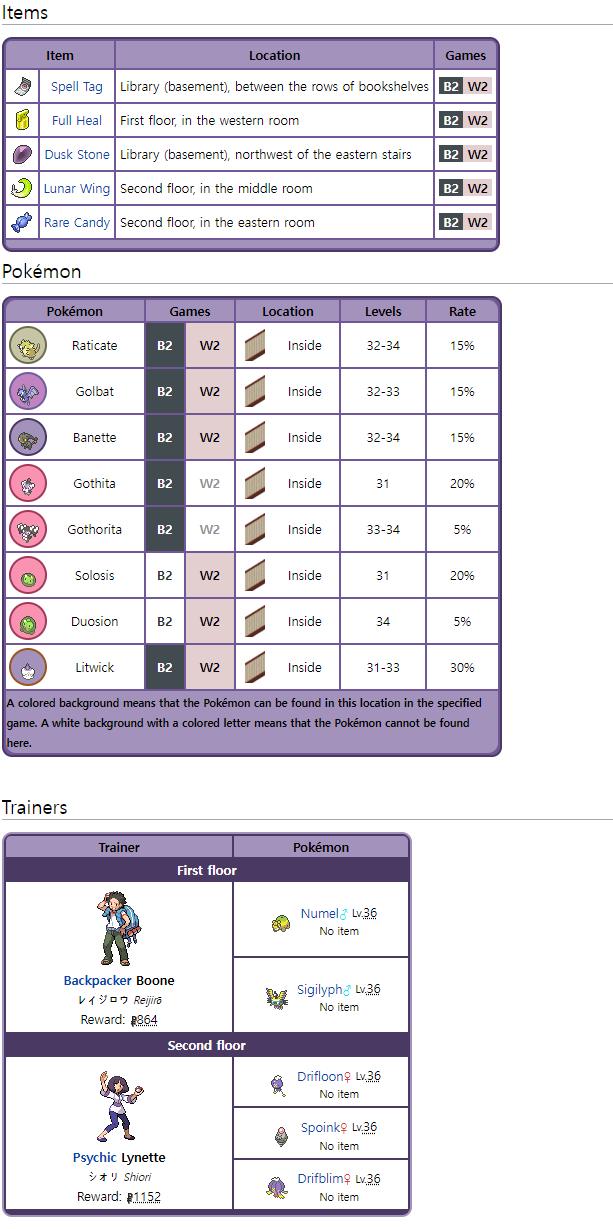 Items
Item Location Games
Spell Tag Library (basement), between the rows of bookshelves B2 W2
Full Heal First floor, in the western room B2 W2
Dusk Stone Library (basement), northwest of the eastern stairs B2 W2
Lunar Wing Second floor, in the middle room B2 W2
Rare Candy Second floor, in the eastern room B2 W2
Pokémon
Pokémon Games Location Levels Rate
Raticate B2 W2 Inside 32-34 15%
Golbat B2 W2 Inside 32-33 15%
Banette B2 W2 Inside 32-34 15%
Gothita B2 W2 Inside 31 20%
Gothorita B2 W2 Inside 33-34 5%
Solosis B2 W2 Inside 31 20%
Duosion B2 W2 Inside 34 5%
Litwick B2 W2 Inside 31-33 30%
A colored background means that the Pokémon can be found in this location in the specified
game. A white background with a colored letter means that the Pokémon cannot be found
here.
Trainers
Trainer Pokémon
First floor
Backpacker Boone
レイジロウ Reijirō
Reward: 864
Numel♂ Lv.36
No item
Sigilyph♂ Lv.36
No item
Second floor
Psychic Lynette
シオリ Shiori
Reward: 1152
Drifloon♀ Lv.36
No item
Spoink♀ Lv.36
No item
Drifblim♀ Lv.36
No item